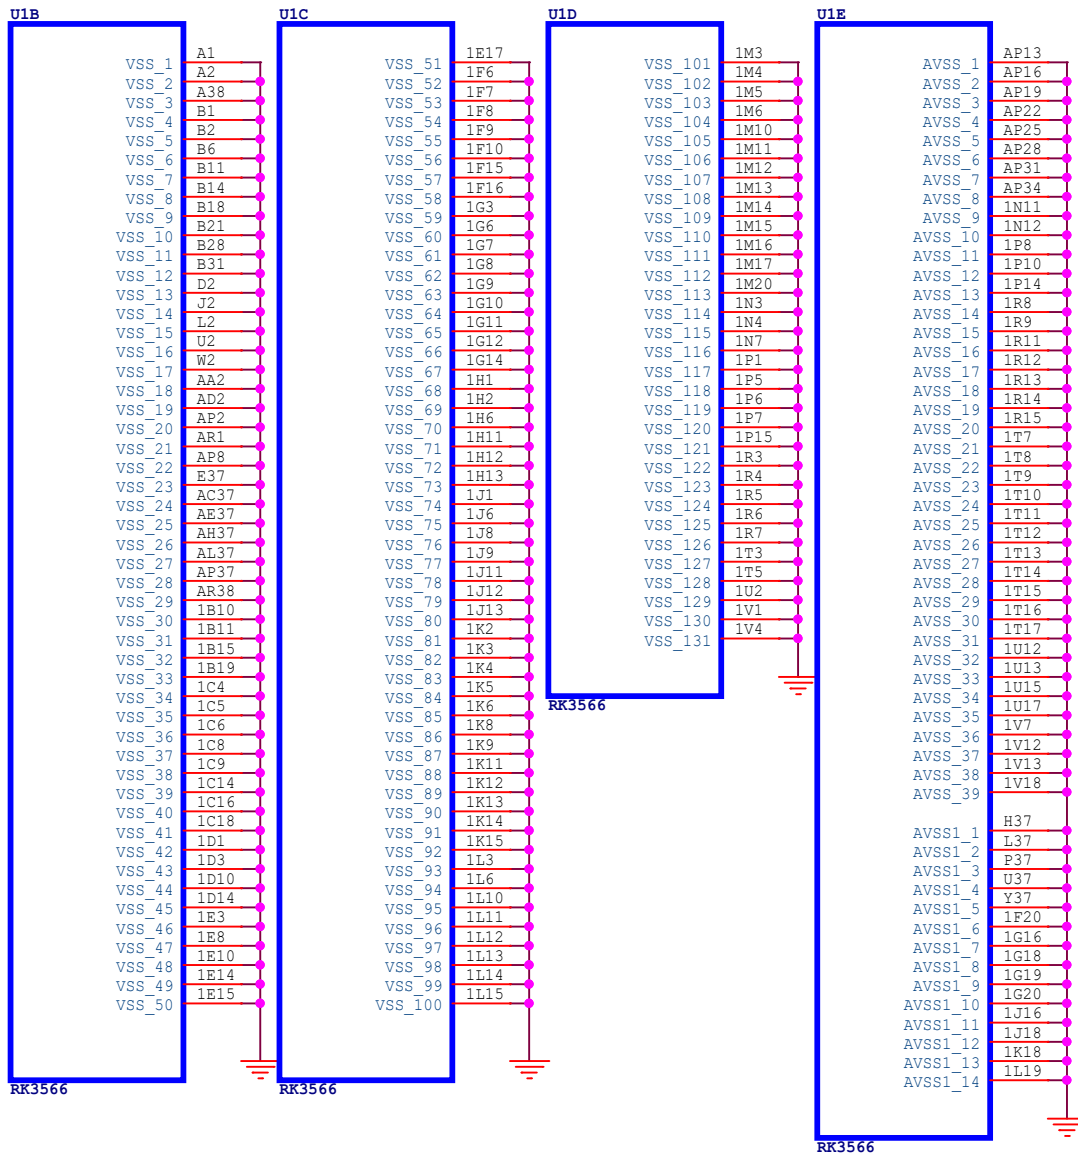 U1B
VSS_1 A1
VSS_2 A2
VSS_3 A38
VSS_4 B1
VSS_5 B2
VSS_6 B6
VSS_7 B11
VSS_8 B14
VSS_9 B18
VSS_10 B21
VSS_11 B28
VSS_12 B31
VSS_13 D2
VSS_14 J2
VSS_15 L2
VSS_16 U2
VSS_17 W2
VSS_18 AA2
VSS_19 AD2
VSS_20 AP2
VSS_21 AR1
VSS_22 AP8
VSS_23 E37
VSS_24 AC37
VSS_25 AE37
VSS_26 AH37
VSS_27 AL37
VSS_28 AP37
VSS_29 AR38
VSS_30 1B10
VSS_31 1B11
VSS_32 1B15
VSS_33 1B19
VSS_34 1C4
VSS_35 1C5
VSS_36 1C6
VSS_37 1C8
VSS_38 1C9
VSS_39 1C14
VSS_40 1C16
VSS_41 1C18
VSS_42 1D1
VSS_43 1D3
VSS_44 1D10
VSS_45 1D14
VSS_46 1E3
VSS_47 1E8
VSS_48 1E10
VSS_49 1E14
VSS_50 1E15
RK3566
U1C
VSS_51 1E17
VSS_52 1F6
VSS_53 1F7
VSS_54 1F8
VSS_55 1F9
VSS_56 1F10
VSS_57 1F15
VSS_58 1F16
VSS_59 1G3
VSS_60 1G6
VSS_61 1G7
VSS_62 1G8
VSS_63 1G9
VSS_64 1G10
VSS_65 1G11
VSS_66 1G12
VSS_67 1G14
VSS_68 1H1
VSS_69 1H2
VSS_70 1H6
VSS_71 1H11
VSS_72 1H12
VSS_73 1H13
VSS_74 1J1
VSS_75 1J6
VSS_76 1J8
VSS_77 1J9
VSS_78 1J11
VSS_79 1J12
VSS_80 1J13
VSS_81 1K2
VSS_82 1K3
VSS_83 1K4
VSS_84 1K5
VSS_85 1K6
VSS_86 1K8
VSS_87 1K9
VSS_88 1K11
VSS_89 1K12
VSS_90 1K13
VSS_91 1K14
VSS_92 1K15
VSS_93 1L3
VSS_94 1L6
VSS_95 1L10
VSS_96 1L11
VSS_97 1L12
VSS_98 1L13
VSS_99 1L14
VSS_100 1L15
RK3566
U1D
VSS_101 1M3
VSS_102 1M4
VSS_103 1M5
VSS_104 1M6
VSS_105 1M10
VSS_106 1M11
VSS_107 1M12
VSS_108 1M13
VSS_109 1M14
VSS_110 1M15
VSS_111 1M16
VSS_112 1M17
VSS_113 1M20
VSS_114 1N3
VSS_115 1N4
VSS_116 1N7
VSS_117 1P1
VSS_118 1P5
VSS_119 1P6
VSS_120 1P7
VSS_121 1P15
VSS_122 1R3
VSS_123 1R4
VSS_124 1R5
VSS_125 1R6
VSS_126 1R7
VSS_127 1T3
VSS_128 1T5
VSS_129 1U2
VSS_130 1V1
VSS_131 1V4
RK3566
U1E
AVSS_1 AP13
AVSS_2 AP16
AVSS_3 AP19
AVSS_4 AP22
AVSS_5 AP25
AVSS_6 AP28
AVSS_7 AP31
AVSS_8 AP34
AVSS_9 1N11
AVSS_10 1N12
AVSS_11 1P8
AVSS_12 1P10
AVSS_13 1P14
AVSS_14 1R8
AVSS_15 1R9
AVSS_16 1R11
AVSS_17 1R12
AVSS_18 1R13
AVSS_19 1R14
AVSS_20 1R15
AVSS_21 1T7
AVSS_22 1T8
AVSS_23 1T9
AVSS_24 1T10
AVSS_25 1T11
AVSS_26 1T12
AVSS_27 1T13
AVSS_28 1T14
AVSS_29 1T15
AVSS_30 1T16
AVSS_31 1T17
AVSS_32 1U12
AVSS_33 1U13
AVSS_34 1U15
AVSS_35 1U17
AVSS_36 1V7
AVSS_37 1V12
AVSS_38 1V13
AVSS_39 1V18
AVSS1_1 H37
AVSS1_2 L37
AVSS1_3 P37
AVSS1_4 U37
AVSS1_5 Y37
AVSS1_6 1F20
AVSS1_7 1G16
AVSS1_8 1G18
AVSS1_9 1G19
AVSS1_10 1G20
AVSS1_11 1J16
AVSS1_12 1J18
AVSS1_13 1K18
AVSS1_14 1L19
RK3566